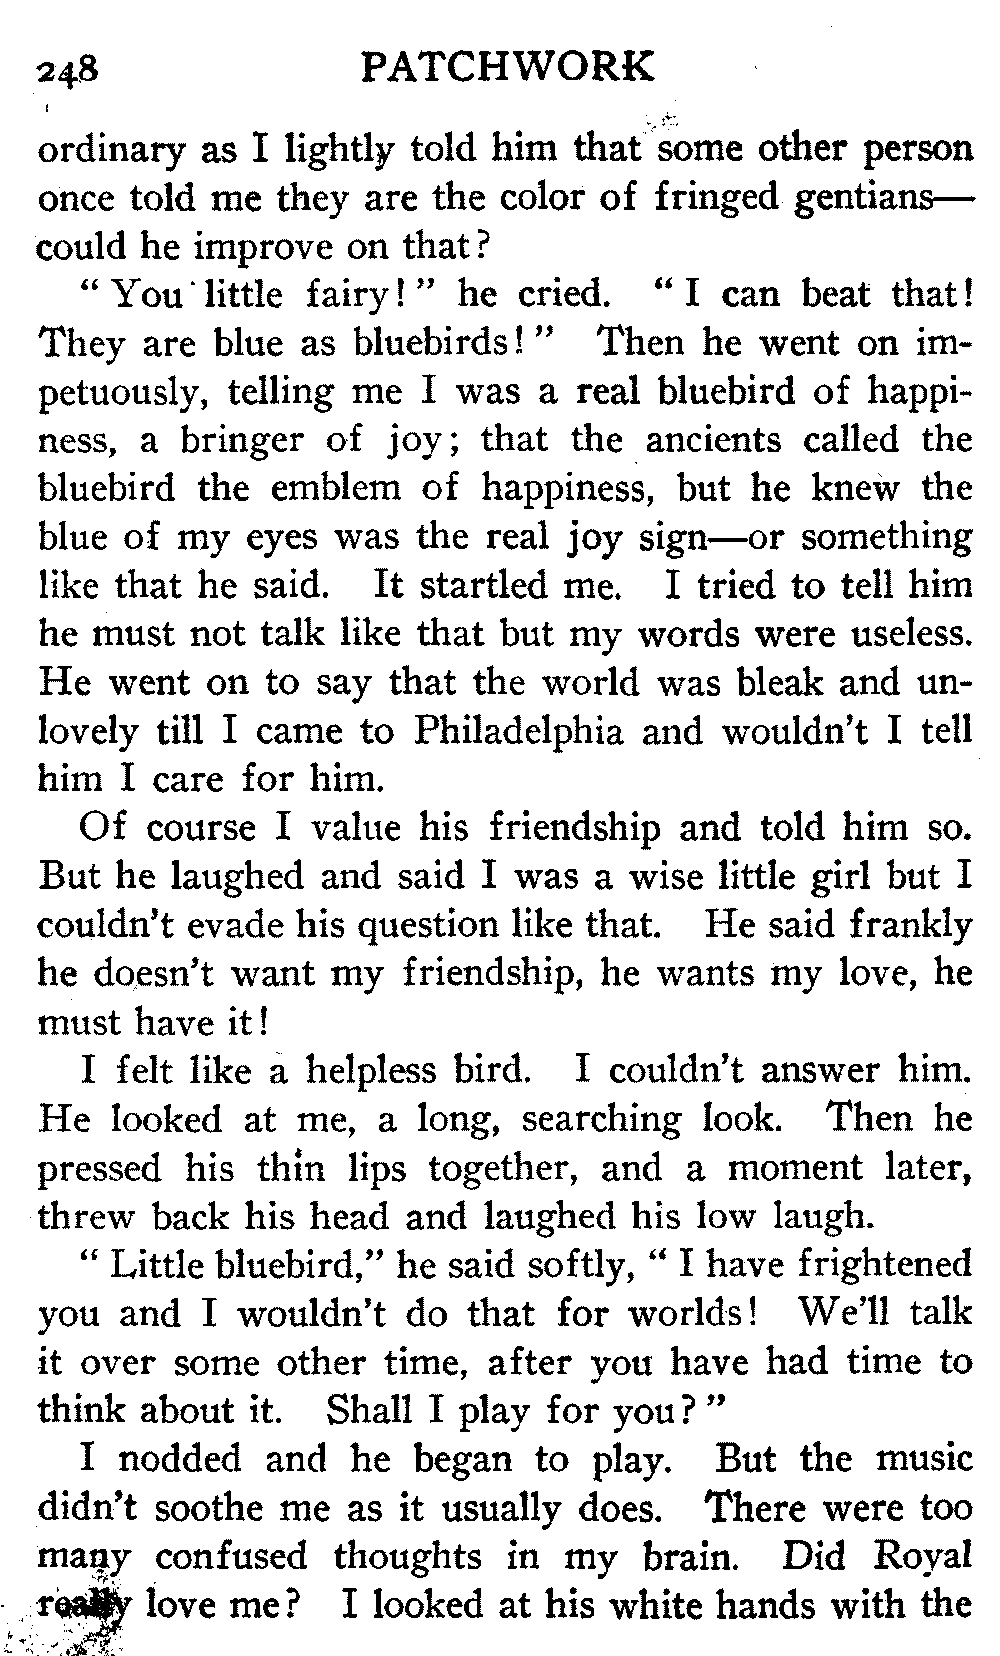 248 PATCHWORK
ordinary as I lightly told him that some other person
once told me they are the color of fringed gentians—
could he improve on that?
" You little fairy!" he cried. " I can beat that!
They are blue as bluebirds!" Then he went on im-
petuously, telling me I was a real bluebird of happi-
ness, a bringer of joy; that the ancients called the
bluebird the emblem of happiness, but he knew the
blue of my eyes was the real joy sign—or something
like that he said. It startled me. I tried to tell him
he must not talk like that but my words were useless.
He went on to say that the world was bleak and un-
lovely till I came to Philadelphia and wouldn't I tell
him I care for him.
Of course I value his friendship and told him so.
But he laughed and said I was a wise little girl but I
couldn't evade his question like that. He said frankly
he doesn't want my friendship, he wants my love, he
must have it!
I felt like a helpless bird. I couldn't answer him.
He looked at me, a long, searching look. Then he
pressed his thin lips together, and a moment later,
threw back his head and laughed his low laugh.
" Little bluebird," he said softly, " I have frightened
you and I wouldn't do that for worlds! We'll talk
it over some other time, after you have had time to
think about it. Shall I play for you?"
I nodded and he began to play. But the music
didn't soothe me as it usually does. There were too
many confused thoughts in my brain. Did Royal
really love me? I looked at his white hands with the